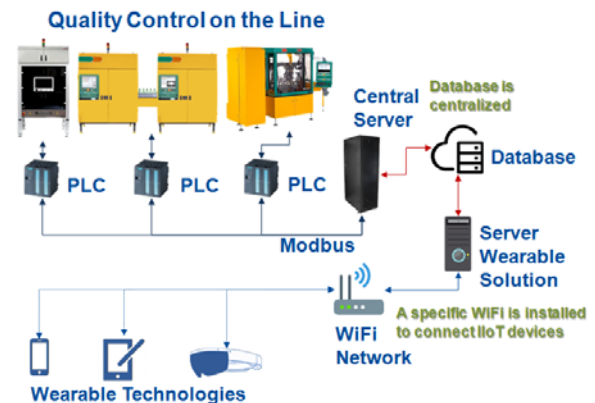 Quality Control on the Line
Central
Server
Database is
centralized
Database
PLC
PLC
PLC
Modbus
Server
Wearable
Solution
A specific WiFi is installed
to connect IIoT devices
WiFi
Network
Wearable Technologies